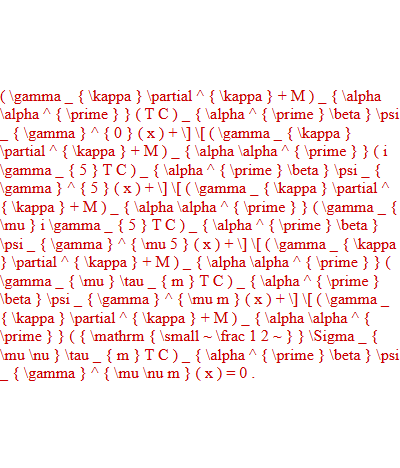 ( \gamma _ { \kappa } \partial ^ { \kappa } + M ) _ { \alpha
\alpha ^ { \prime } } ( T C ) _ { \alpha ^ { \prime } \beta } \psi
_ { \gamma } ^ { 0 } ( x ) + \] \[ ( \gamma _ { \kappa }
\partial ^ { \kappa } + M ) _ { \alpha \alpha ^ { \prime } } ( i
\gamma _ { 5 } T C ) _ { \alpha ^ { \prime } \beta } \psi _ {
\gamma } ^ { 5 } ( x ) + \] \[ ( \gamma _ { \kappa } \partial ^
{ \kappa } + M ) _ { \alpha \alpha ^ { \prime } } ( \gamma _ {
\mu } i \gamma _ { 5 } T C ) _ { \alpha ^ { \prime } \beta }
\psi _ { \gamma } ^ { \mu 5 } ( x ) + \] \[ ( \gamma _ { \kappa
} \partial ^ { \kappa } + M ) _ { \alpha \alpha ^ { \prime } } (
\gamma _ { \mu } \tau _ { m } T C ) _ { \alpha ^ { \prime }
\beta } \psi _ { \gamma } ^ { \mu m } ( x ) + \] \[ ( \gamma _
{ \kappa } \partial ^ { \kappa } + M ) _ { \alpha \alpha ^ {
\prime } } ( { \mathrm { \small ~ \frac 1 2 ~ } } \Sigma _ {
\mu \nu } \tau _ { m } T C ) _ { \alpha ^ { \prime } \beta } \psi
_ { \gamma } ^ { \mu \nu m } ( x ) = 0 .